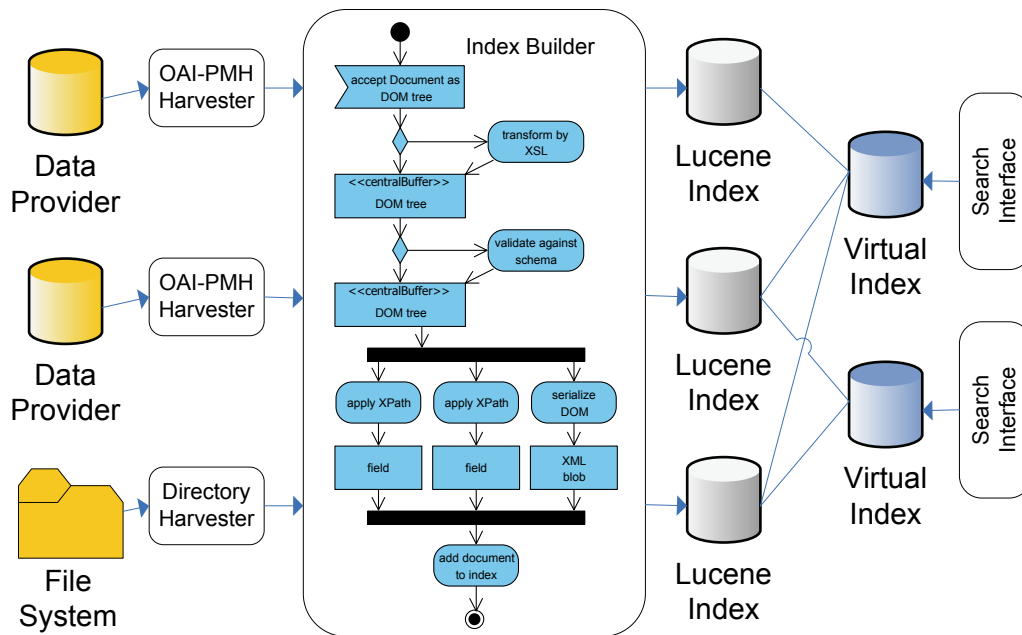 Data
Provider
OAI-PMH
Harvester
Data
Provider
OAI-PMH
Harvester
File
System
Directory
Harvester
Index Builder
accept Document as
DOM tree
transform by
XSL
<<centralBuffer>>
DOM tree
validate against
schema
<<centralBuffer>>
DOM tree
apply XPath
apply XPath
serialize
DOM
field
field
XML
blob
add document
to index
Lucene
Index
Lucene
Index
Lucene
Index
Virtual
Index
Virtual
Index
Search
Interface
Search
Interface